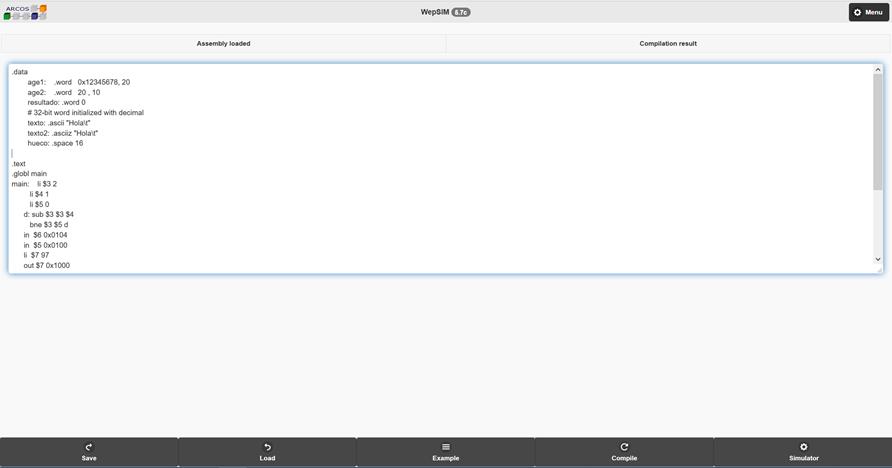 ARCOS
WepSIM 6.7c
Menu
Assembly loaded
Compilation result
.data
age1: .word 0x12345678, 20
age2: .word 20 , 10
resultado: .word 0
# 32-bit word initialized with decimal
texto: .ascii "Hola\t"
texto2: .asciiz "Hola\t"
hueco: .space 16
.text
.globl main
main: li $3 2
li $4 1
li $5 0
d: sub $3 $3 $4
bne $3 $5 d
in $6 0x0104
in $5 0x0100
li $7 97
out $7 0x1000
Save
Load
Example
Compile
Simulator